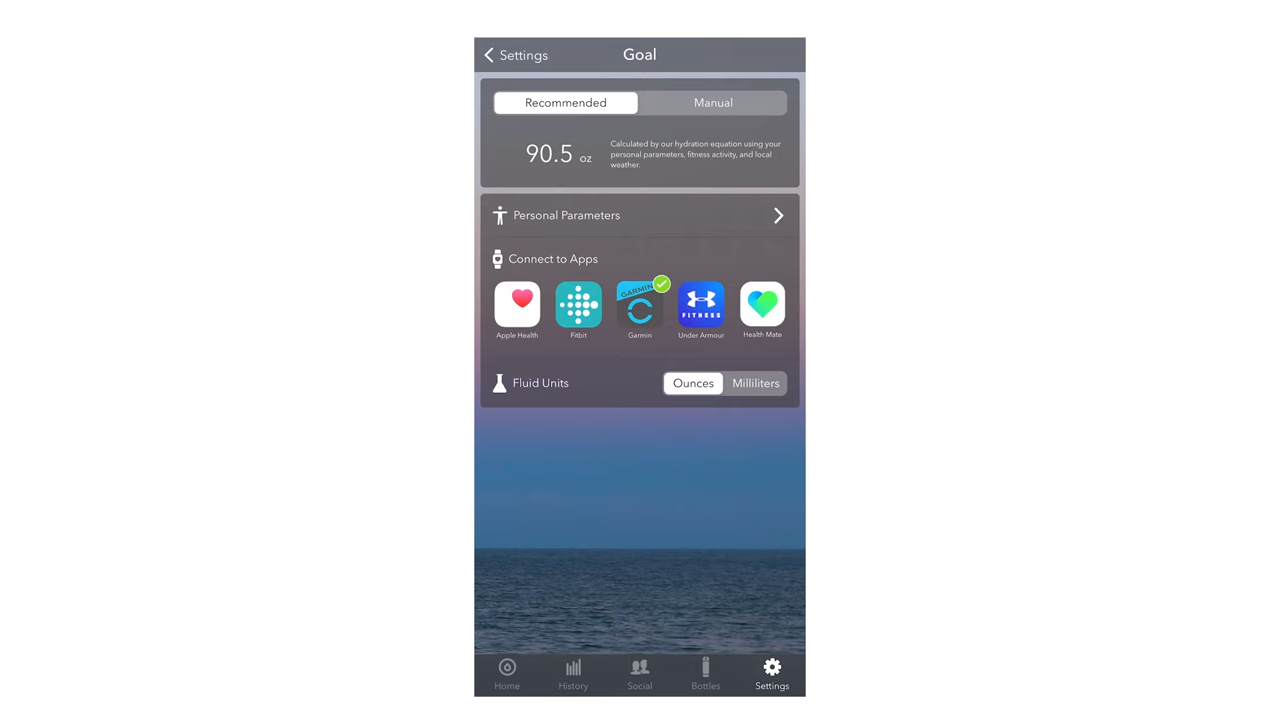 Settings
Goal
Recommended
Manual
90.5 oz
Calculated by our hydration equation using your
personal parameters, fitness activity, and local
weather.
Personal Parameters
Connect to Apps
GARMIN
FITNESS
Apple Health
Fitbit
Garmin
Under Armour
Health Mate
Fluid Units
Ounces
Milliliters
Home
History
Social
Bottles
Settings